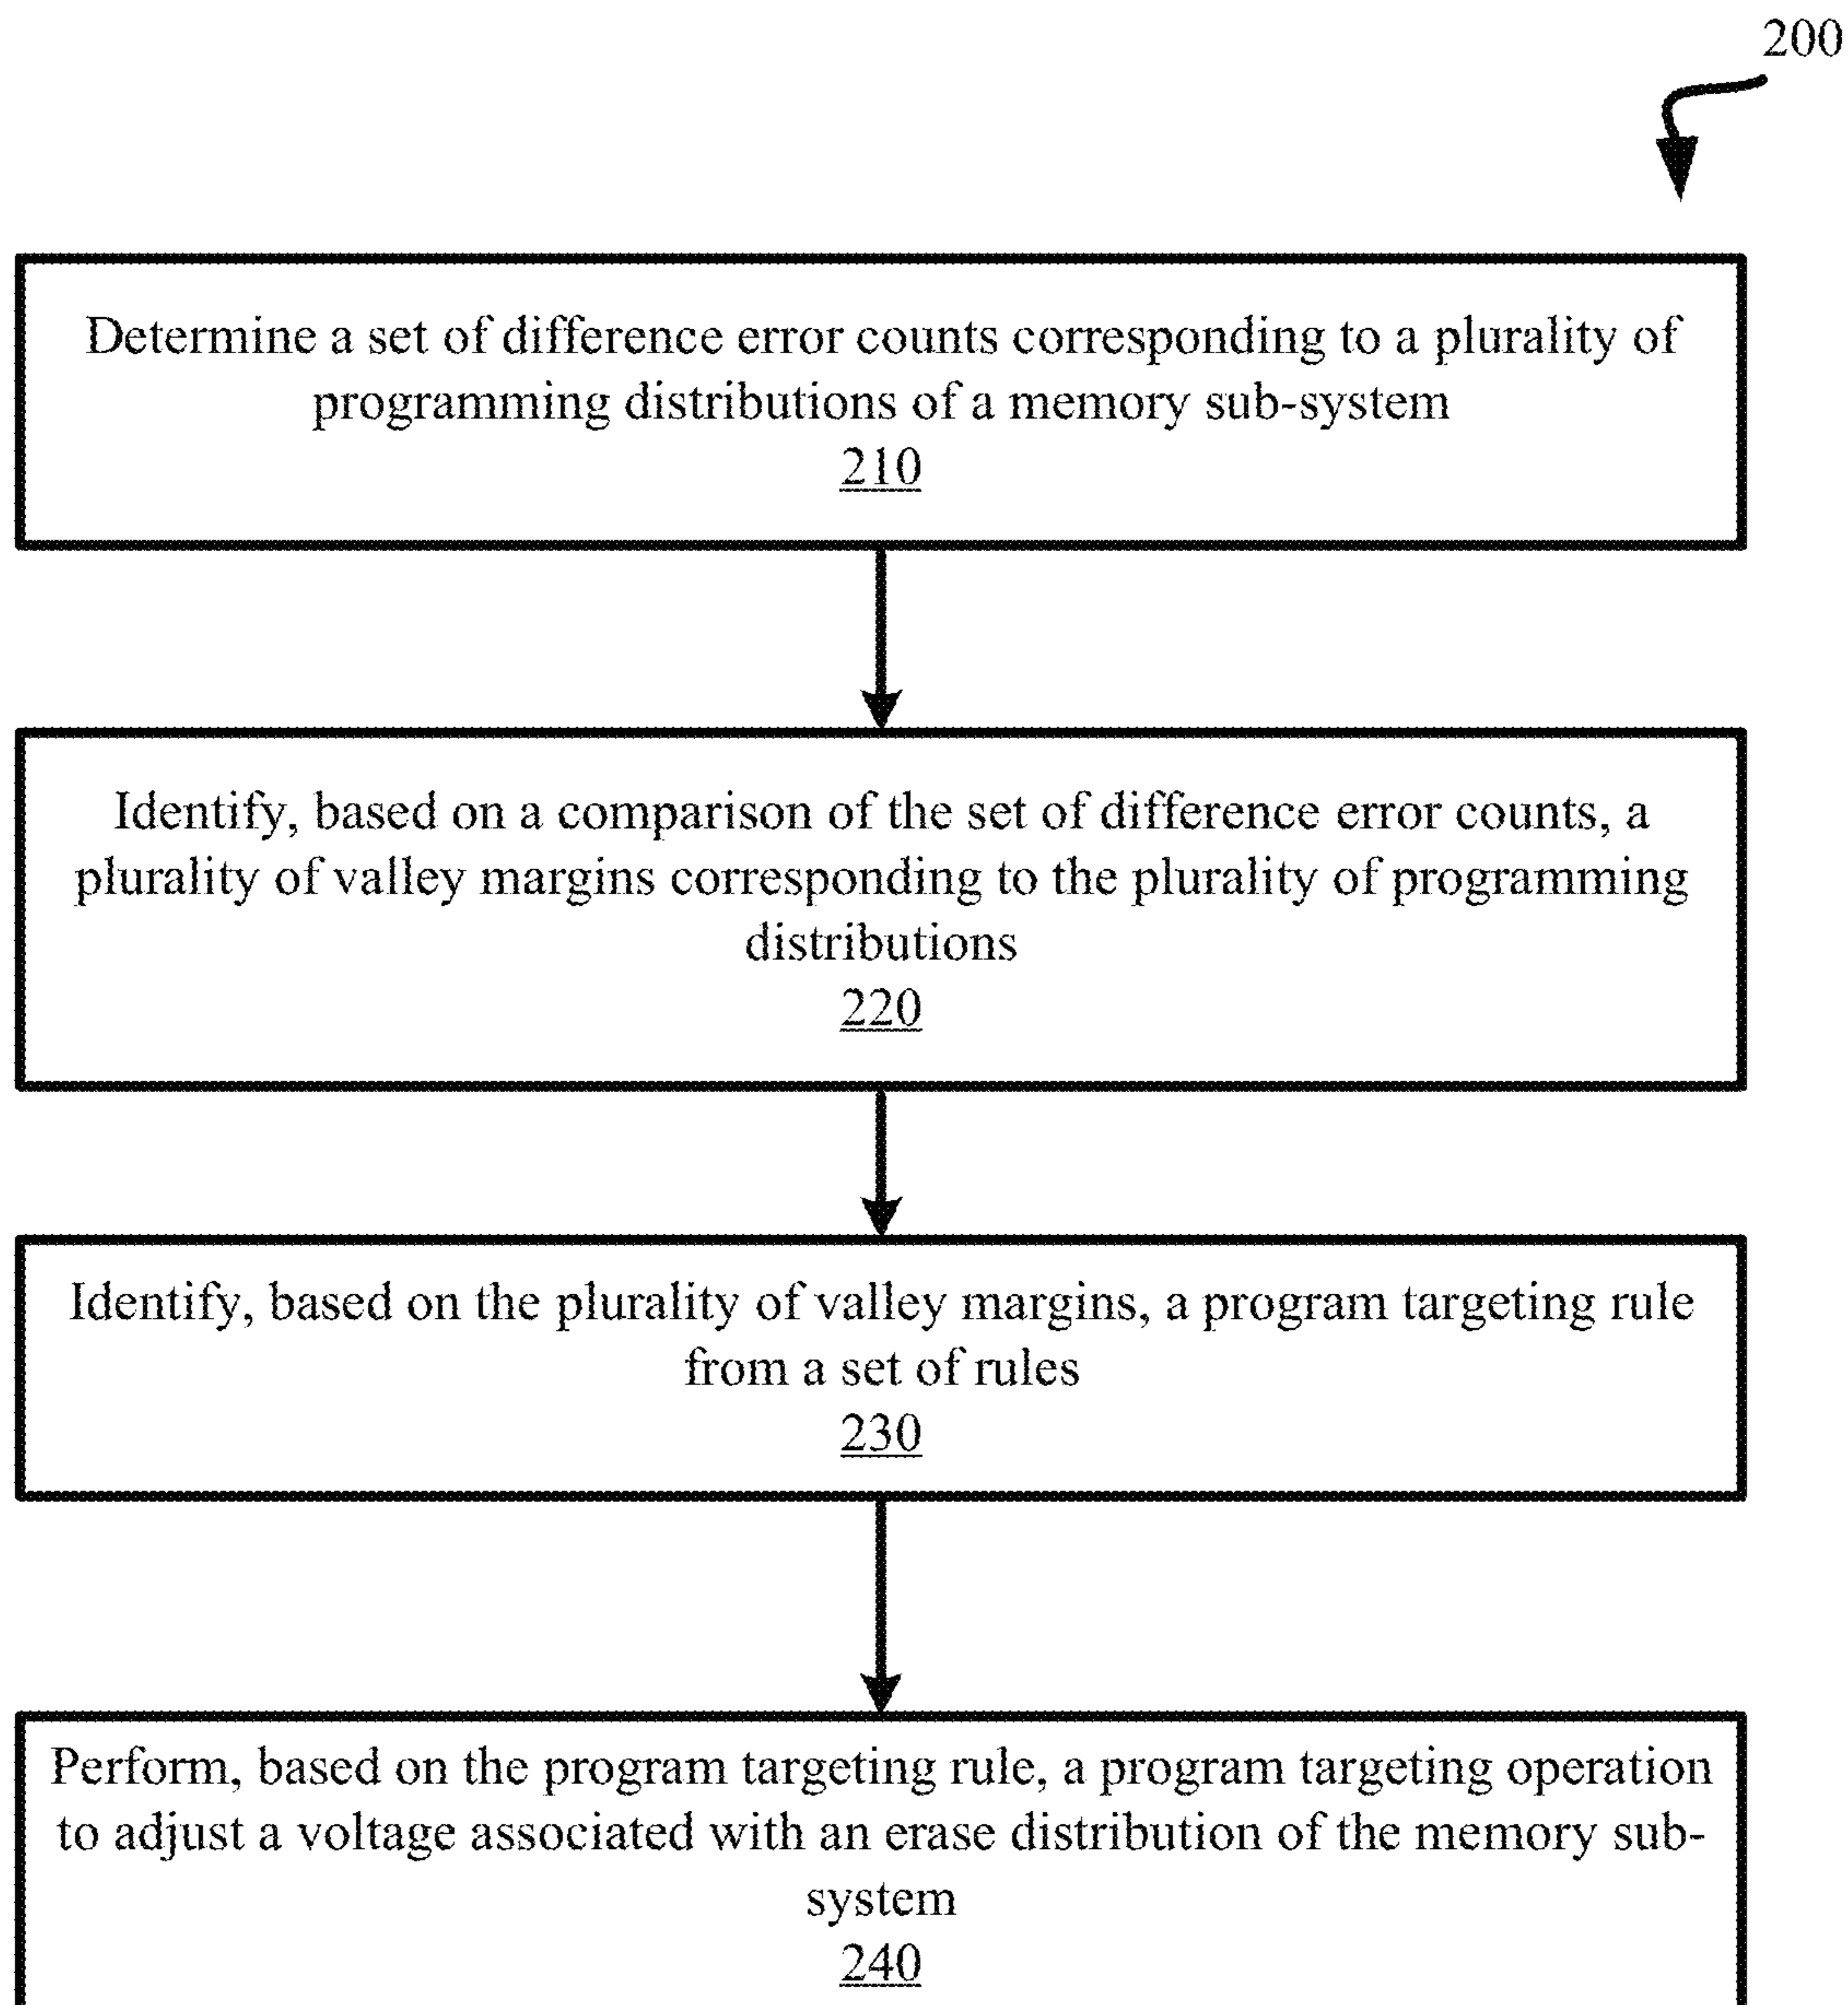 200
Determine a set of difference error counts corresponding to a plurality of
programming distributions of a memory sub-system
210
Identify, based on a comparison of the set of difference error counts, a
plurality of valley margins corresponding to the plurality of programming
distributions
220
Identify, based on the plurality of valley margins, a program targeting rule
from a set of rules
230
Perform, based on the program targeting rule, a program targeting operation
to adjust a voltage associated with an erase distribution of the memory sub-
system
240